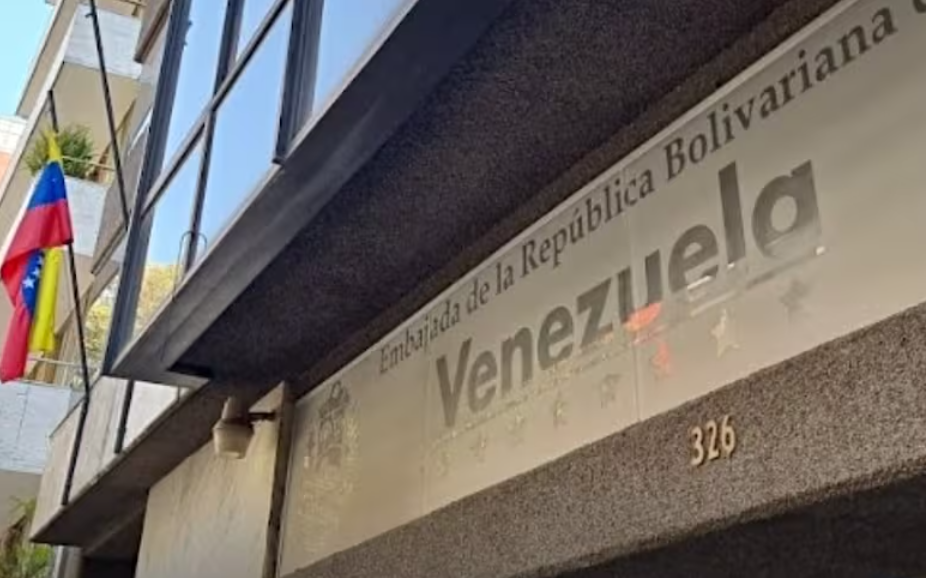 Embajada de la República Bolivariana
Venezuela
326